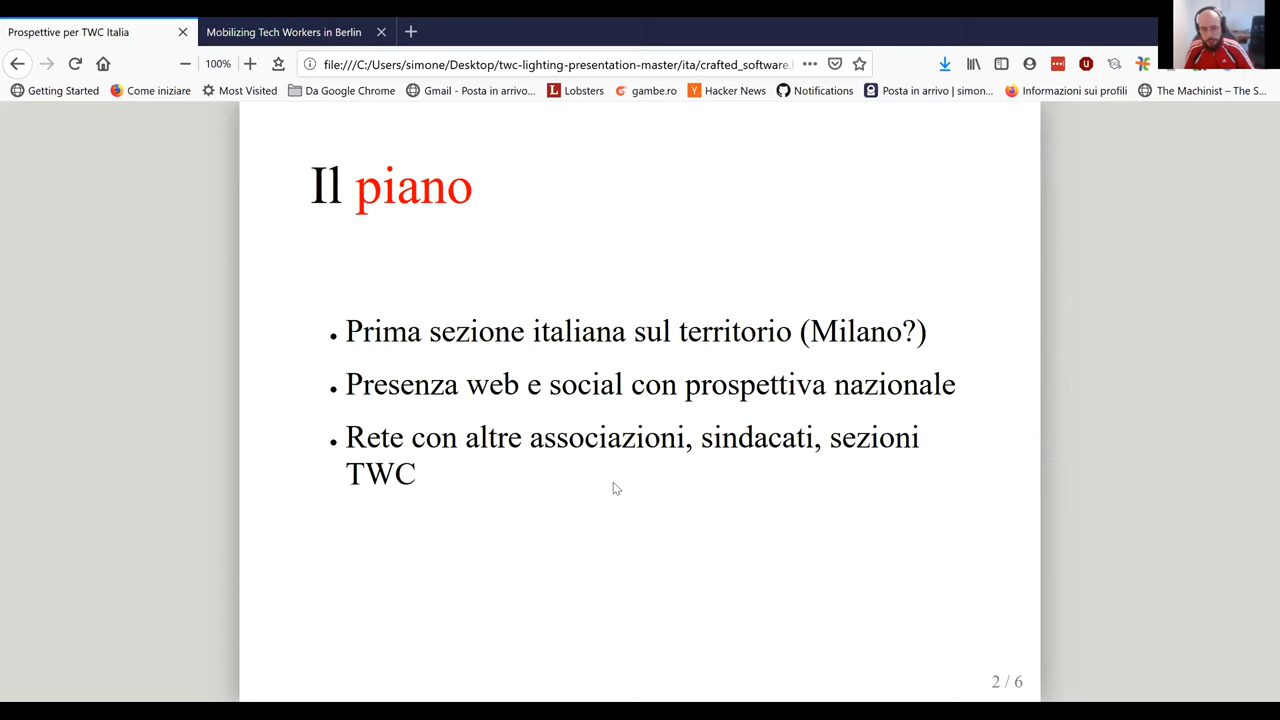 Prospettive per TWC Italia
Mobilizing Tech Workers in Berlin
100%
file:///C:/Users/simone/Desktop/twc-lighting-presentation-master/ita/crafted_software.
Getting Started
Come iniziare
Most Visited
Da Google Chrome
Gmail - Posta in arrivo...
Lobsters
gambe.ro
Hacker News
Notifications
Posta in arrivo | simon...
Informazioni sui profili
The Machinist – The S...
Il piano
• Prima sezione italiana sul territorio (Milano?)
• Presenza web e social con prospettiva nazionale
• Rete con altre associazioni, sindacati, sezioni
TWC
2 / 6